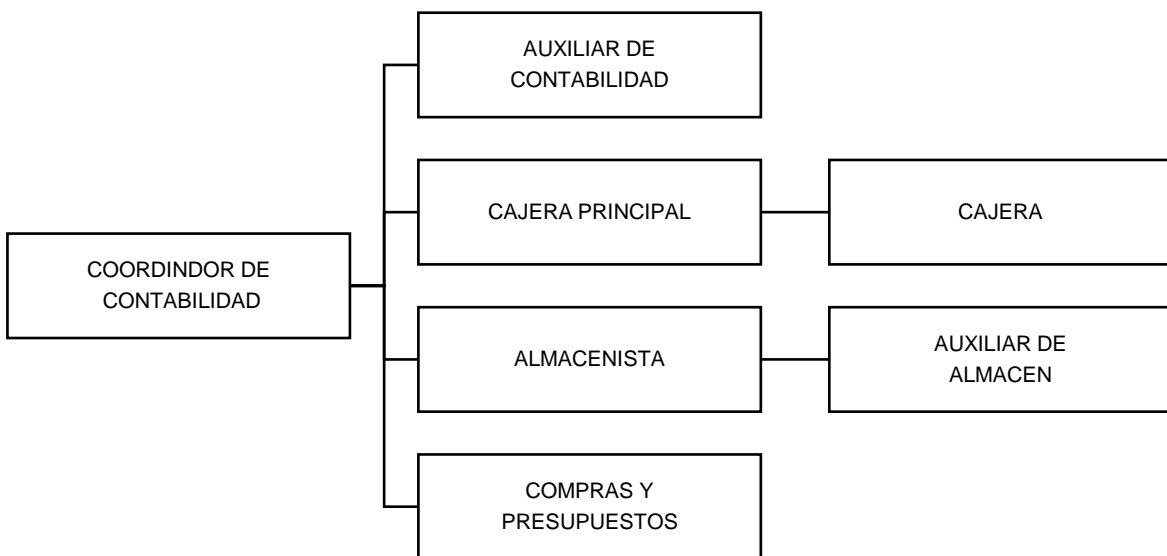 AUXILIAR DE
CONTABILIDAD
CAJERA PRINCIPAL
CAJERA
COORDINDOR DE
CONTABILIDAD
ALMACENISTA
AUXILIAR DE
ALMACEN
COMPRAS Y
PRESUPUESTOS